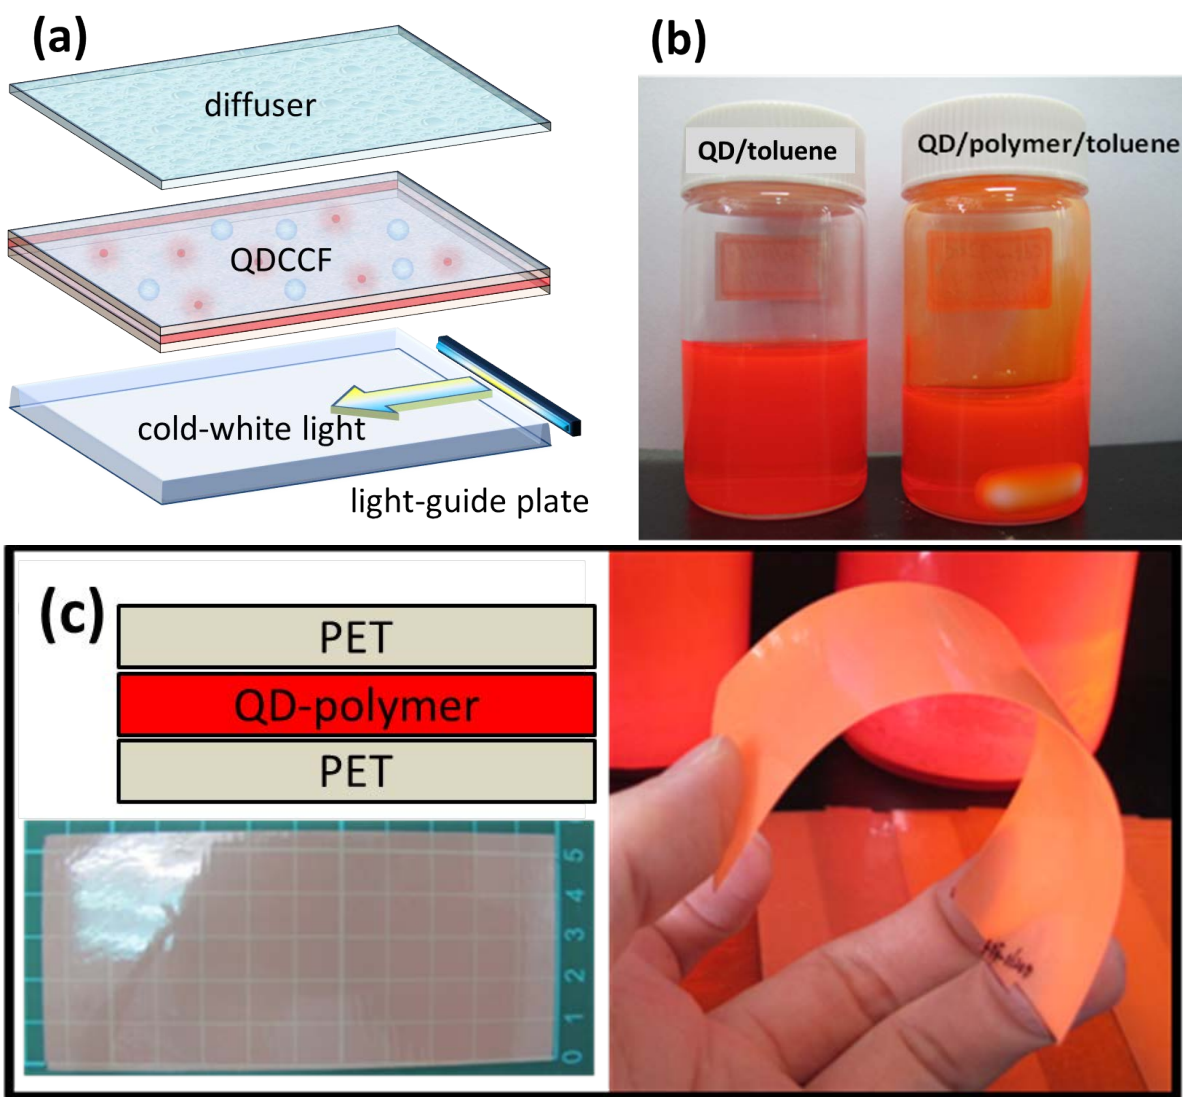 (a)
diffuser
QDCCF
cold-white light
light-guide plate
(b)
QD/toluene
QD/polymer/toluene
(c)
PET
QD-polymer
PET
5
4
3
2
1
0